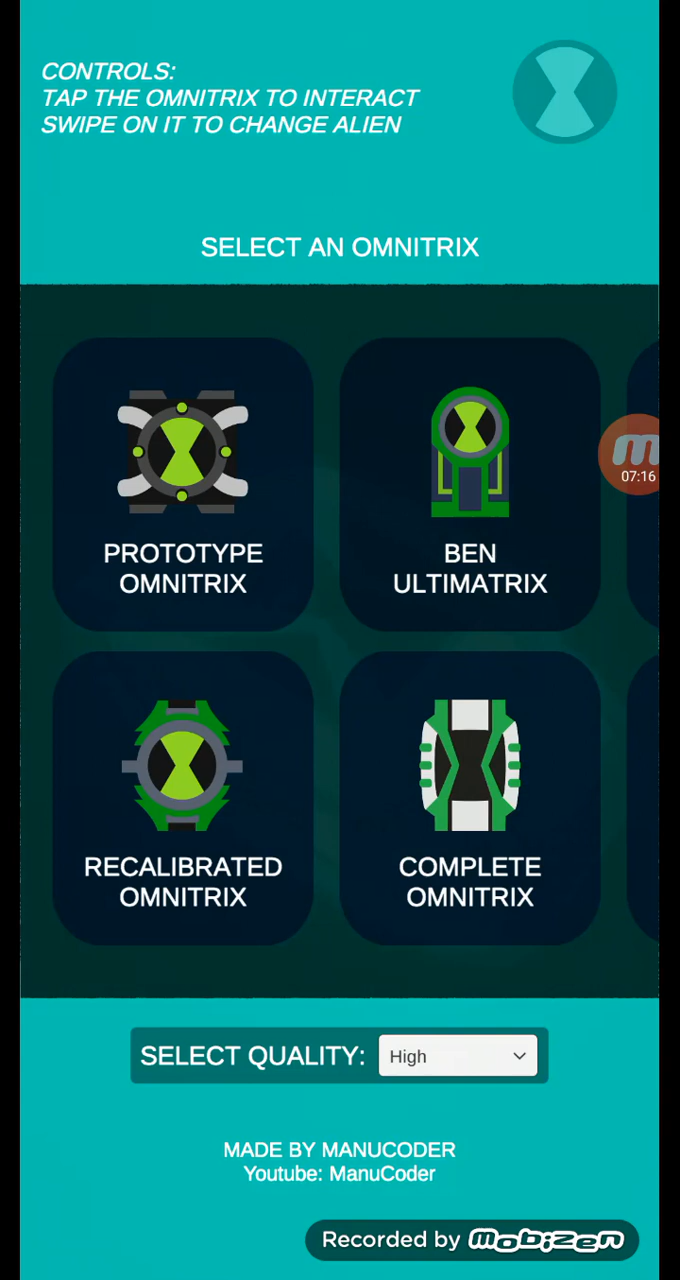 CONTROLS:
TAP THE OMNITRIX TO INTERACT
SWIPE ON IT TO CHANGE ALIEN
SELECT AN OMNITRIX
PROTOTYPE
OMNITRIX
BEN
ULTIMATRIX
07:16
RECALIBRATED
OMNITRIX
COMPLETE
OMNITRIX
SELECT QUALITY: High
MADE BY MANUCODER
Youtube: ManuCoder
Recorded by mobizen